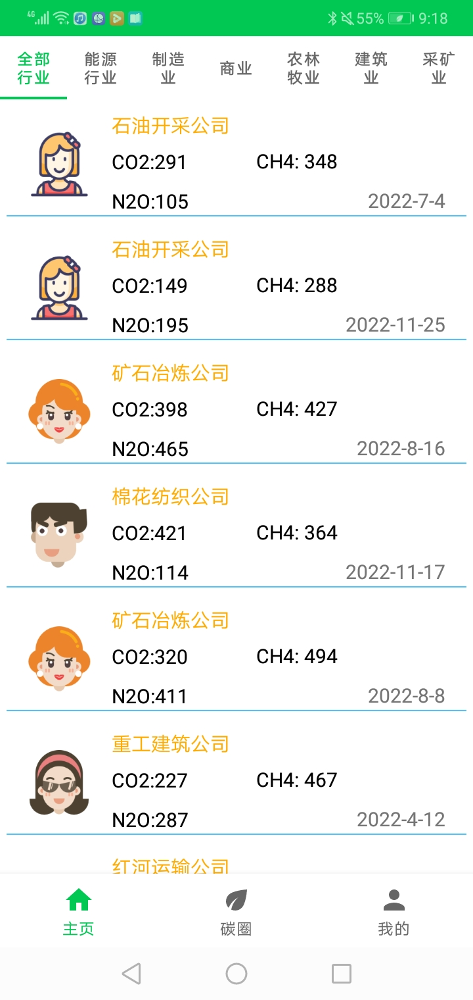 4G 55% 9:18
全部 能源 制造 商业 农林 建筑 采矿
行业 行业 业 牧业 业 业
石油开采公司
CO2:291 CH4: 348
N2O:105 2022-7-4
石油开采公司
CO2:149 CH4: 288
N2O:195 2022-11-25
矿石冶炼公司
CO2:398 CH4: 427
N2O:465 2022-8-16
棉花纺织公司
CO2:421 CH4: 364
N2O:114 2022-11-17
矿石冶炼公司
CO2:320 CH4: 494
N2O:411 2022-8-8
重工建筑公司
CO2:227 CH4: 467
N2O:287 2022-4-12
红河运输公司
主页 碳圈 我的